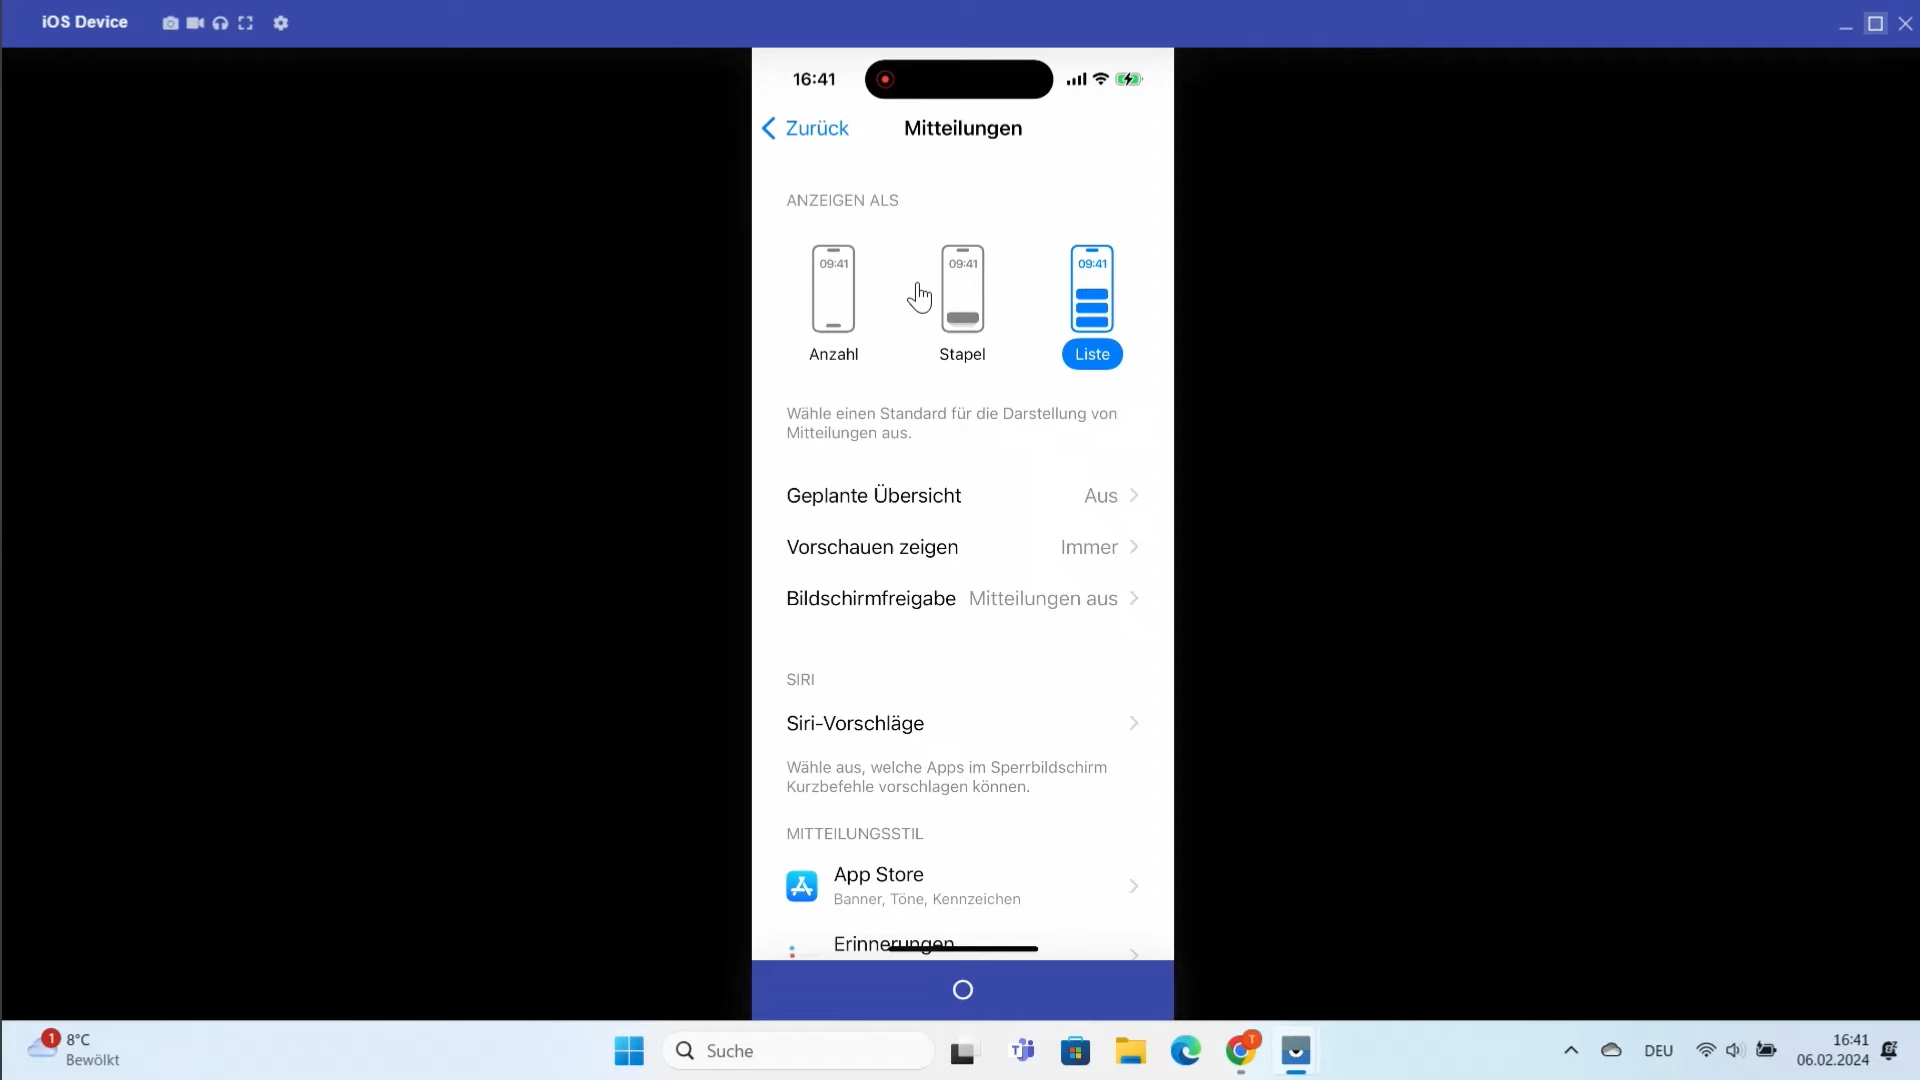 iOS Device
16:41
Zurück
Mitteilungen
ANZEIGEN ALS
09:41
09:41
09:41
Anzahl
Stapel
Liste
Wähle einen Standard für die Darstellung von
Mitteilungen aus.
Geplante Übersicht Aus
Vorschauen zeigen Immer
Bildschirmfreigabe Mitteilungen aus
SIRI
Siri-Vorschläge
Wähle aus, welche Apps im Sperrbildschirm
Kurzbefehle vorschlagen können.
MITTEILUNGSSTIL
App Store
Banner, Töne, Kennzeichen
Erinnerungen
1
8°C
Bewölkt
Suche
T
DEU
16:41
06.02.2024